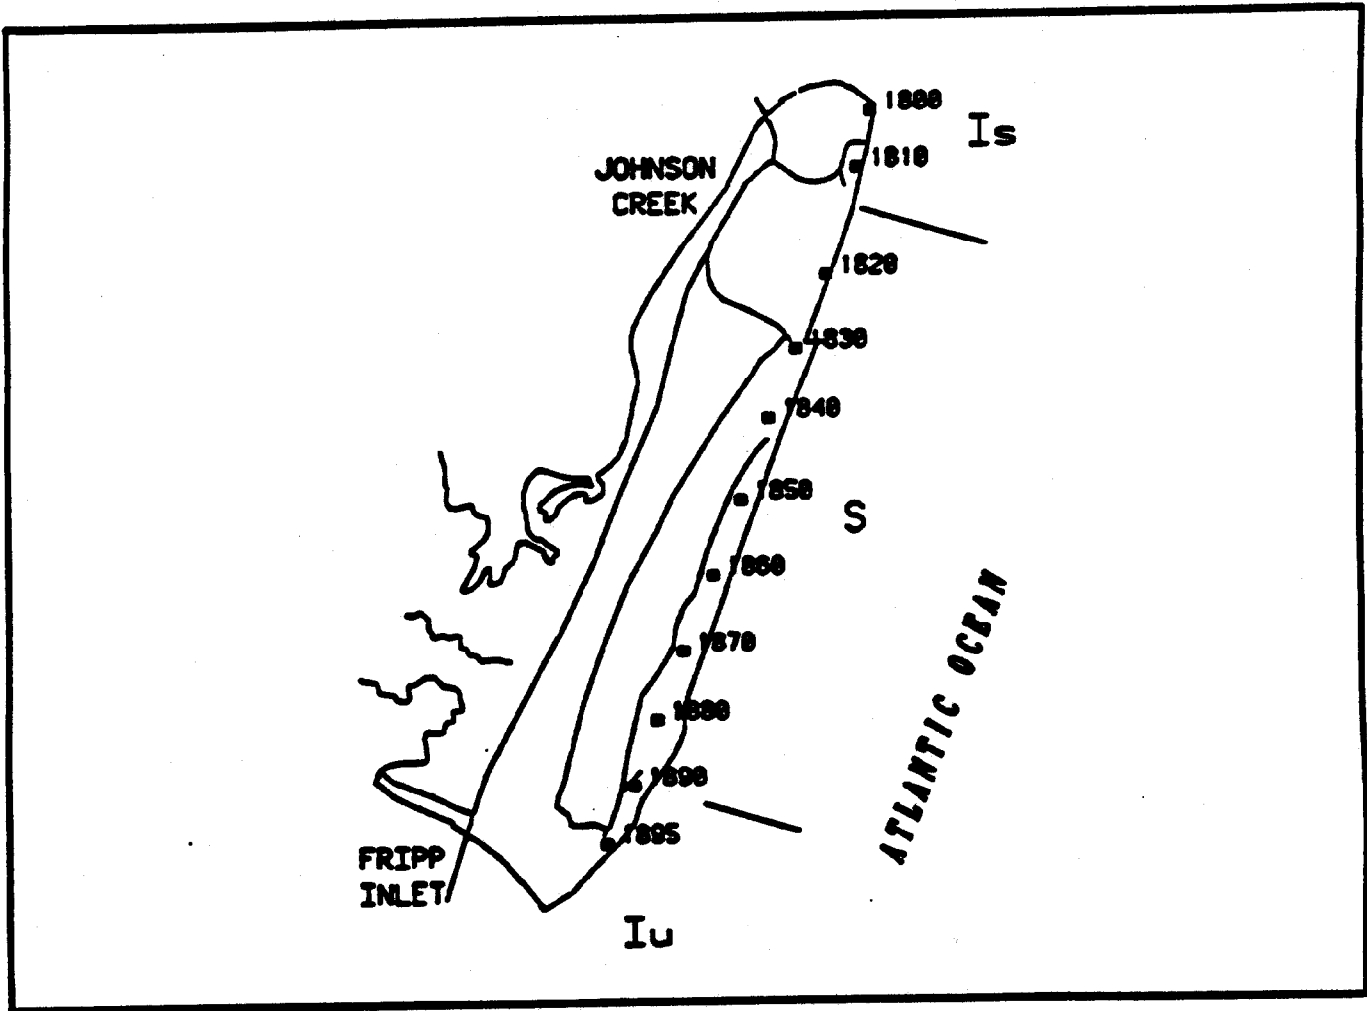 1800
Is
1810
JOHNSON
CREEK
1820
1830
1840
1850
S
1860
1870
1880
1890
1895
ATLANTIC OCEAN
FRIPP
INLET
Iu